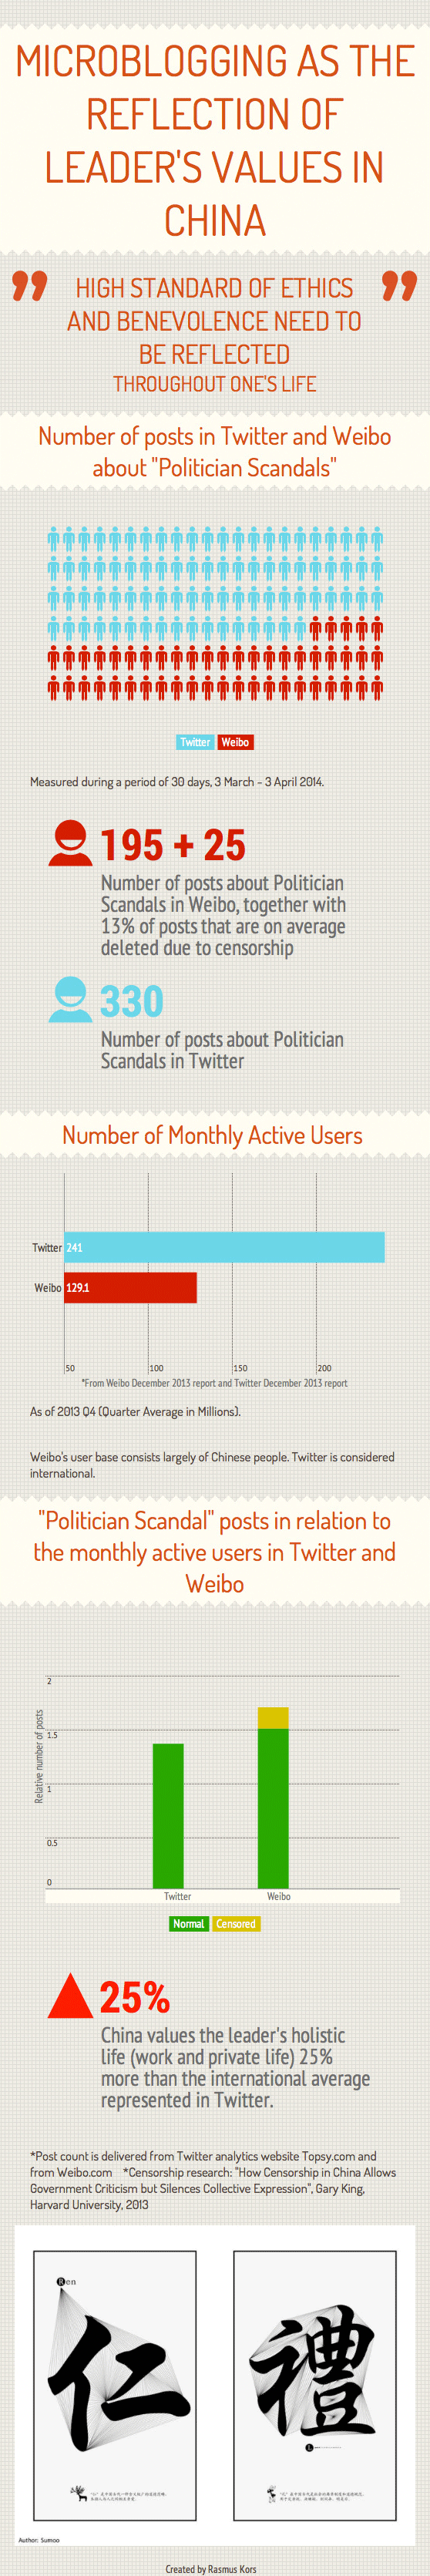 MICROBLOGGING AS THE
REFLECTION OF
LEADER'S VALUES IN
CHINA
" HIGH STANDARD OF ETHICS "
AND BENEVOLENCE NEED TO
BE REFLECTED
THROUGHOUT ONE'S LIFE
Number of posts in Twitter and Weibo
about "Politician Scandals"
Twitter Weibo
Measured during a period of 30 days, 3 March - 3 April 2014.
195 + 25
Number of posts about Politician
Scandals in Weibo, together with
13% of posts that are on average
deleted due to censorship
330
Number of posts about Politician
Scandals in Twitter
Number of Monthly Active Users
Twitter 241
Weibo 129.1
50 100 150 200
*From Weibo December 2013 report and Twitter December 2013 report
As of 2013 Q4 (Quarter Average in Millions).
Weibo's user base consists largely of Chinese people. Twitter is considered
international.
"Politician Scandal" posts in relation to
the monthly active users in Twitter and
Weibo
Relative number of posts
2
1.5
1
0.5
0
Twitter Weibo
Normal Censored
25%
China values the leader's holistic
life (work and private life) 25%
more than the international average
represented in Twitter.
*Post count is delivered from Twitter analytics website Topsy.com and
from Weibo.com *Censorship research: "How Censorship in China Allows
Government Criticism but Silences Collective Expression", Gary King,
Harvard University, 2013
Ren
仁
禮
Author: Sumoo
Created by Rasmus Kors